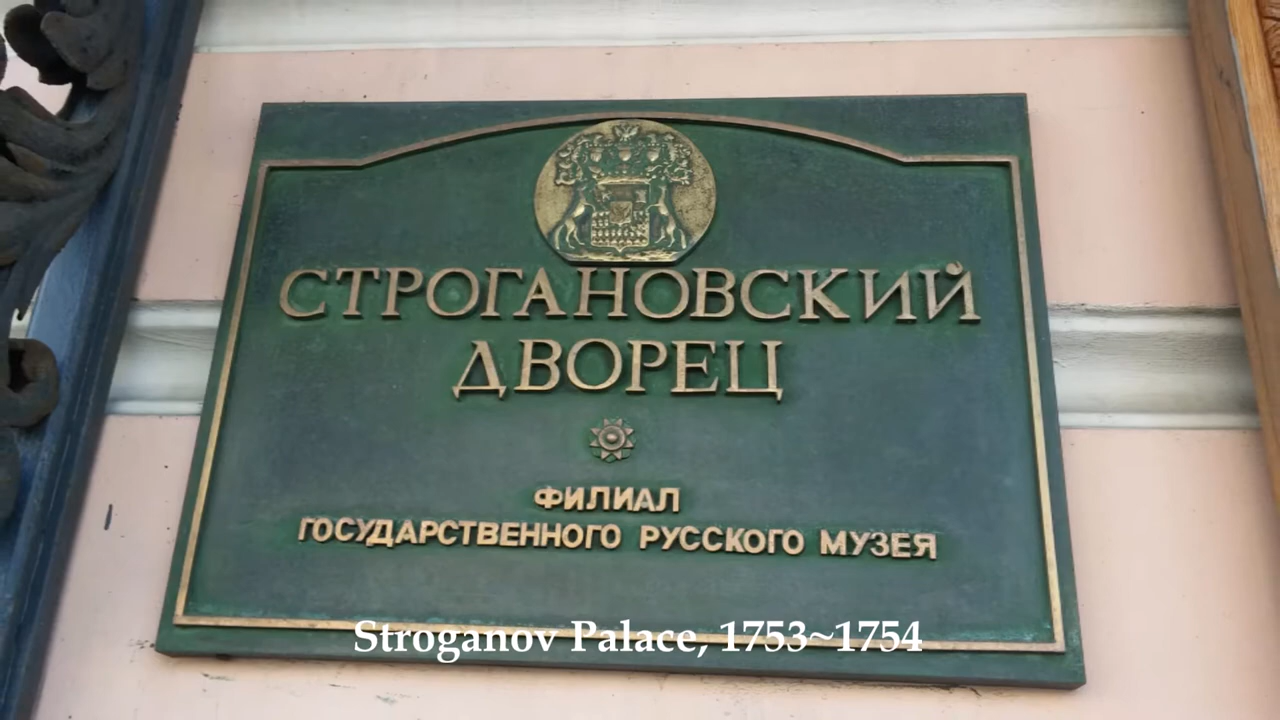 СТРОГАНОВСКИЙ
ДВОРЕЦ
ФИЛИАЛ
ГОСУДАРСТВЕННОГО РУССКОГО МУЗЕЯ
Stroganov Palace, 1753~1754